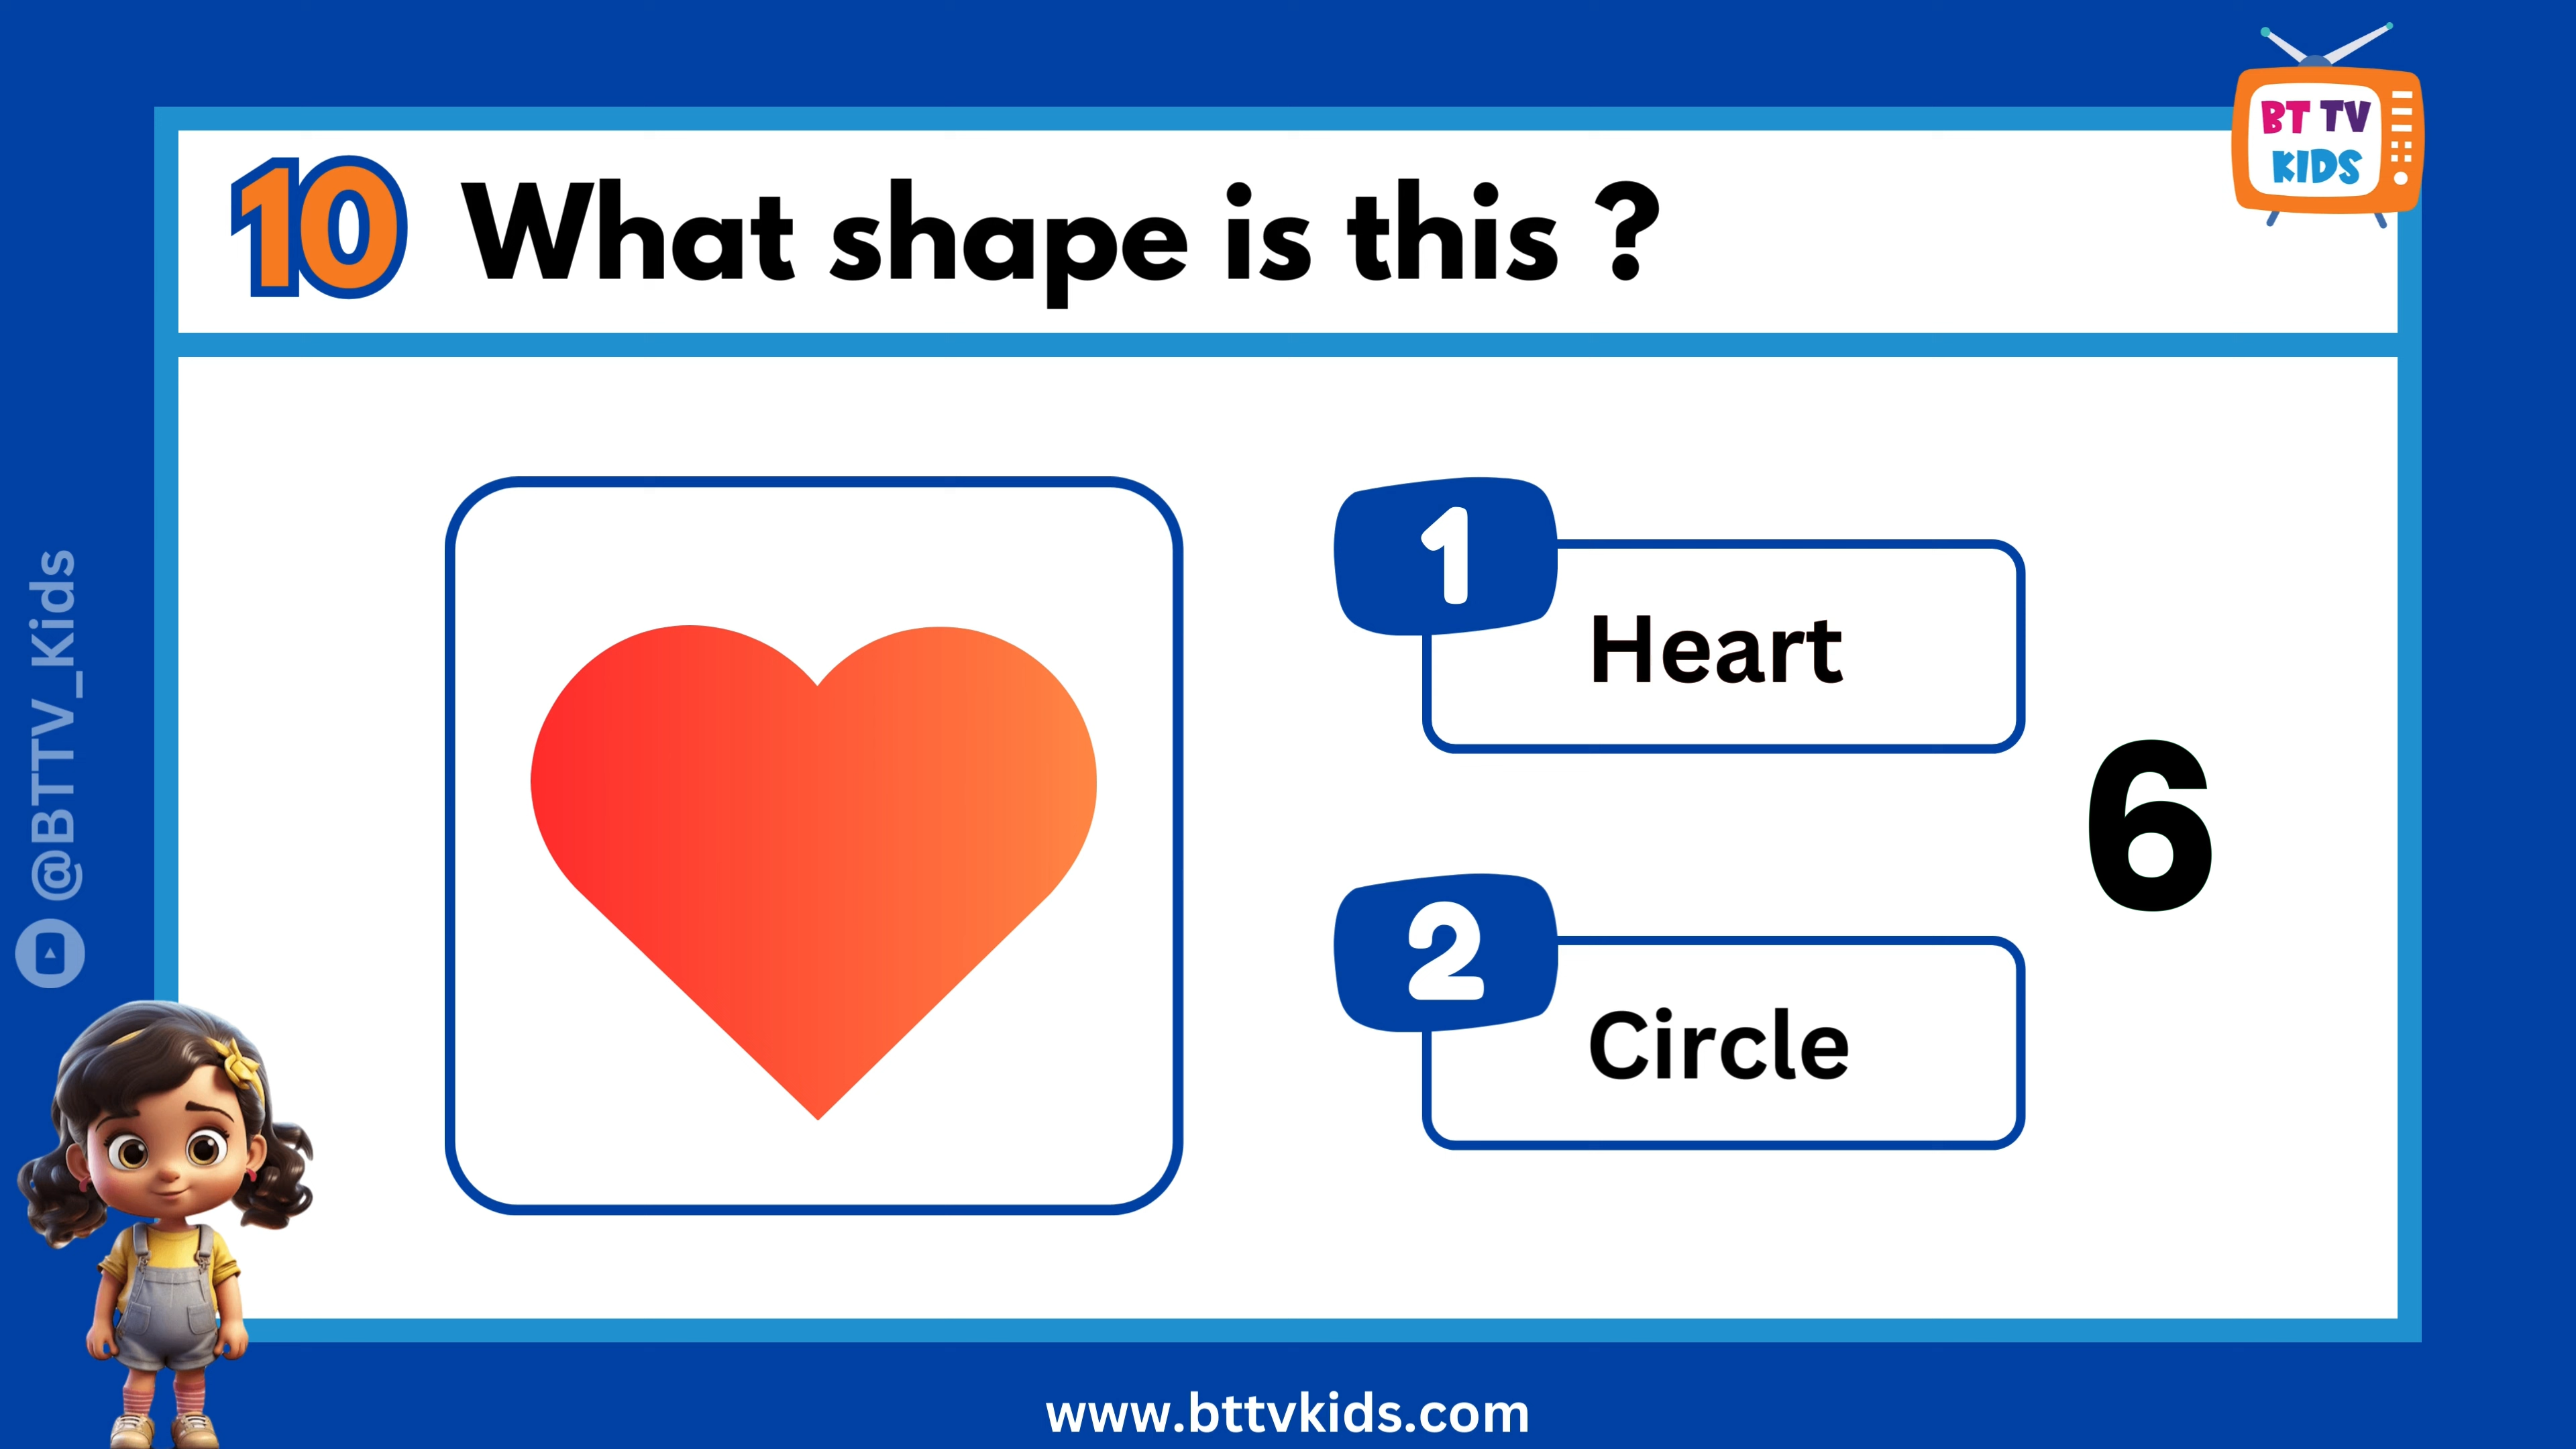 10 What shape is this ?
BT TV
KIDS
1
Heart
6
2
Circle
@BTTV_Kids
www.bttvkids.com